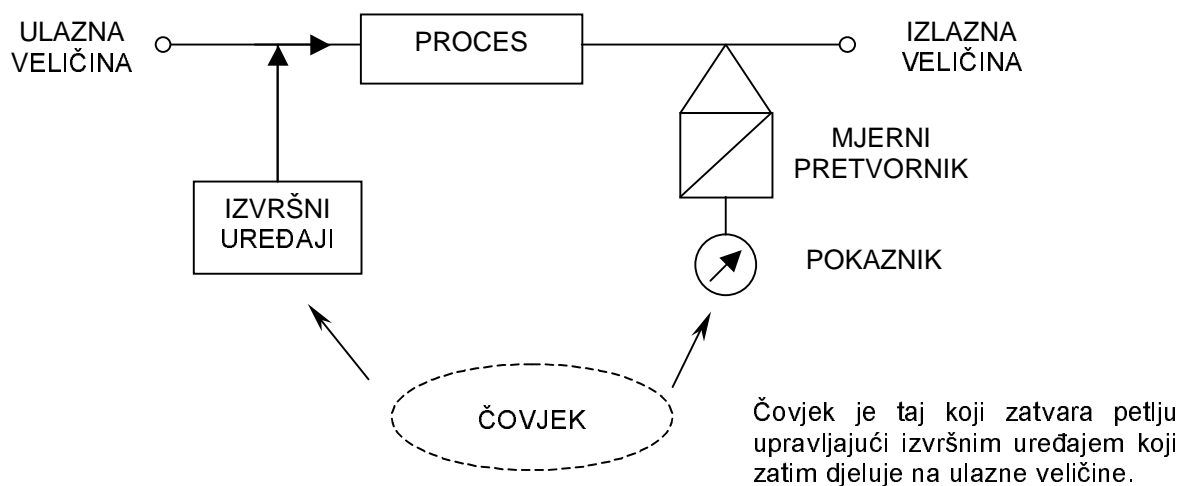 ULAZNA
VELIČINA
PROCES
IZLAZNA
VELIČINA
MJERNI
PRETVORNIK
IZVRŠNI
UREĐAJI
POKAZNIK
ČOVJEK
Čovjek je taj koji zatvara petlju
upravljajući izvršnim uređajem koji
zatim djeluje na ulazne veličine.